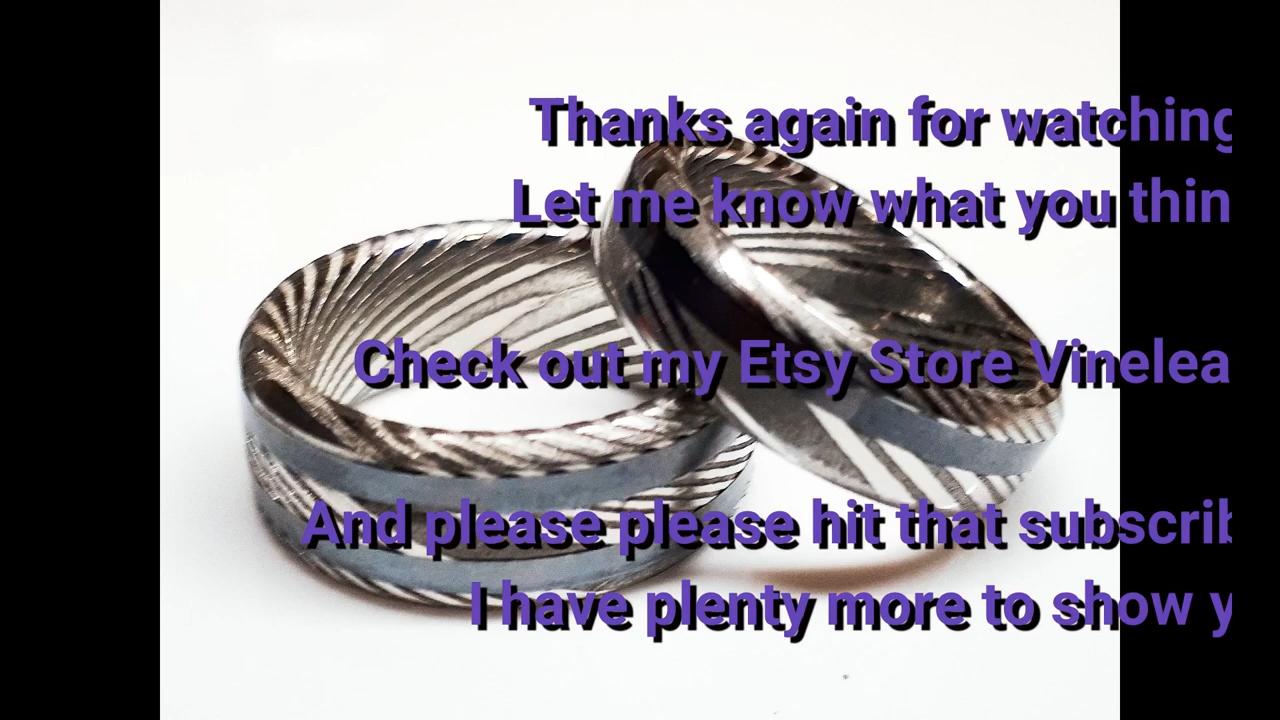 Thanks again for watching
Let me know what you thin
Check out my Etsy Store Vinelea
And please please hit that subscrib
I have plenty more to show y